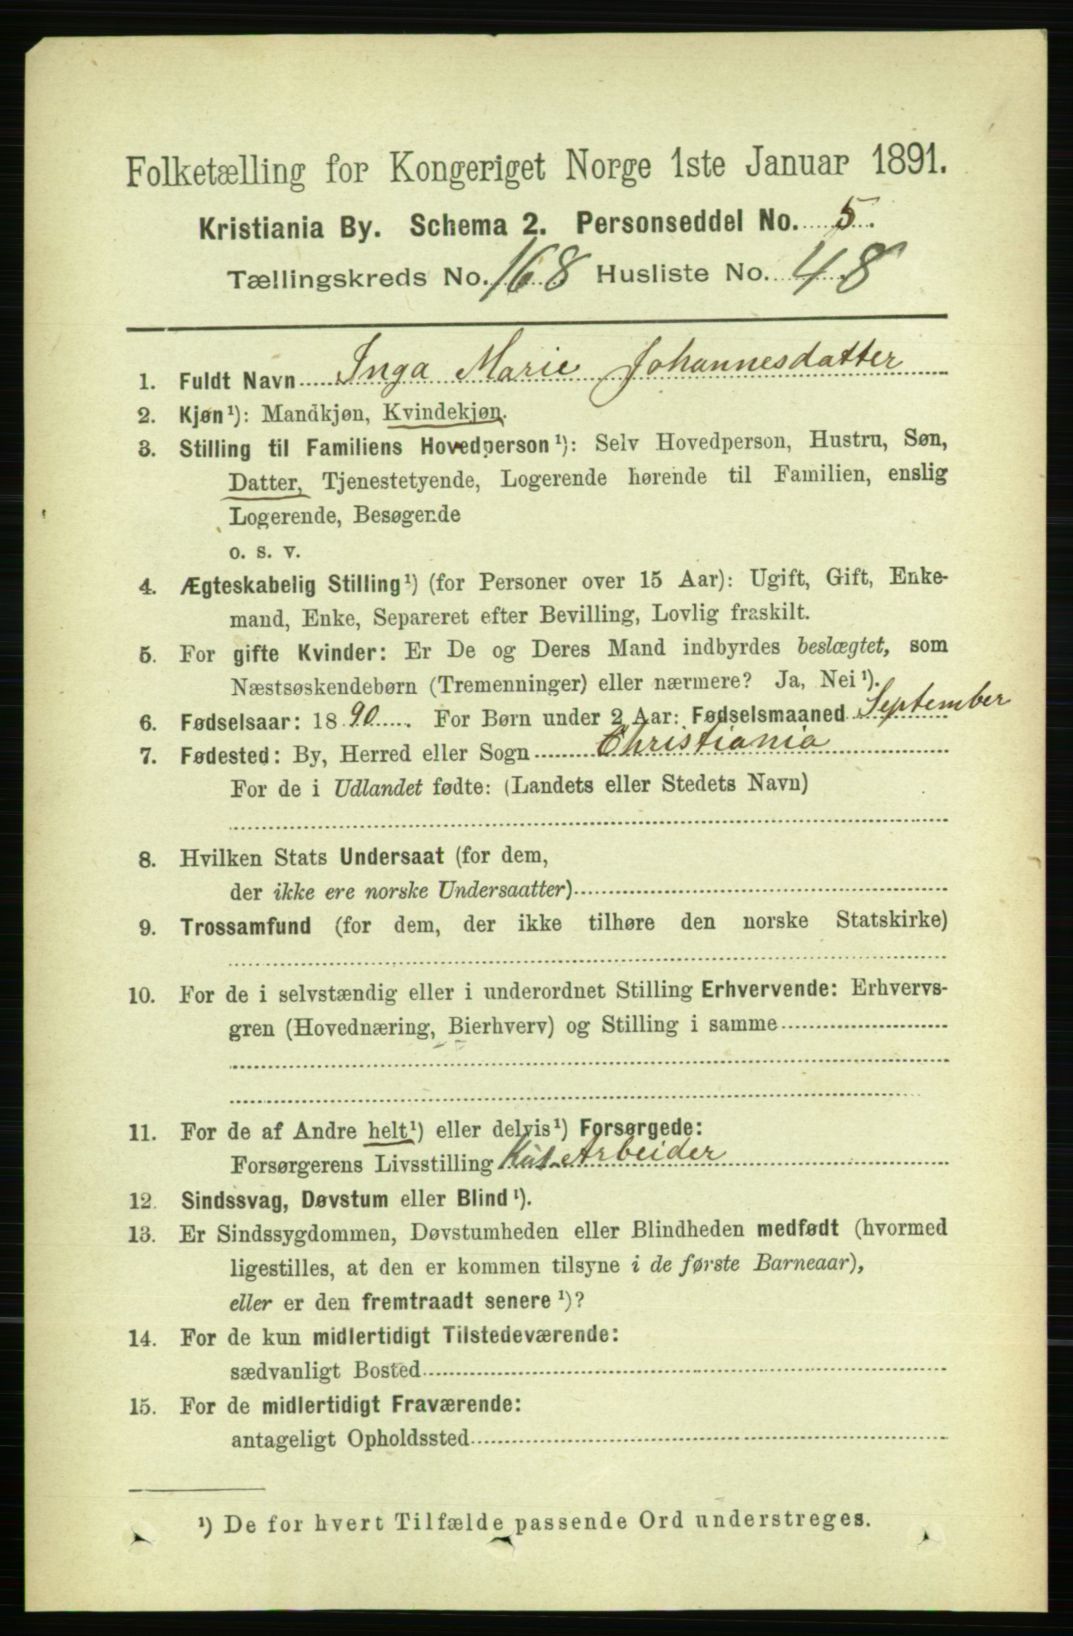 Folketælling for Kongeriget Norge 1ste Januar 1891.
Kristiania By. Schema 2. Personseddel No. 5.
Tællingskreds No. 168 Husliste No. 48
1. Fuldt Navn Inga Marie Johannesdatter
2. Kjøn¹): Mandkjøn, Kvindekjøn.
3. Stilling til Familiens Hovedperson¹): Selv Hovedperson, Hustru, Søn,
Datter, Tjenestetyende, Logerende hørende til Familien, enslig
Logerende, Besøgende
o. s. v.
4. Ægteskabelig Stilling¹) (for Personer over 15 Aar): Ugift, Gift, Enke-
mand, Enke, Separeret efter Bevilling, Lovlig fraskilt.
5. For gifte Kvinder: Er De og Deres Mand indbyrdes beslægtet, som
Næstsøskendebørn (Tremenninger) eller nærmere? Ja, Nei¹).
6. Fødselsaar: 1890. For Børn under 2 Aar: Fødselsmaaned September
7. Fødested: By, Herred eller Sogn Christiania
For de i Udlandet fødte: (Landets eller Stedets Navn)
8. Hvilken Stats Undersaat (for dem,
der ikke ere norske Undersaatter)
9. Trossamfund (for dem, der ikke tilhøre den norske Statskirke)
10. For de i selvstændig eller i underordnet Stilling Erhvervende: Erhvervs-
gren (Hovednæring, Bierhverv) og Stilling i samme
11. For de af Andre helt¹) eller delvis¹) Forsørgede:
Forsørgerens Livsstilling Arbeider
12. Sindssvag, Døvstum eller Blind¹).
13. Er Sindssygdommen, Døvstumheden eller Blindheden medfødt (hvormed
ligestilles, at den er kommen tilsyne i de første Barneaar),
eller er den fremtraadt senere¹)?
14. For de kun midlertidigt Tilstedeværende:
sædvanligt Bosted
15. For de midlertidigt Fraværende:
antageligt Opholdssted
¹) De for hvert Tilfælde passende Ord understreges.